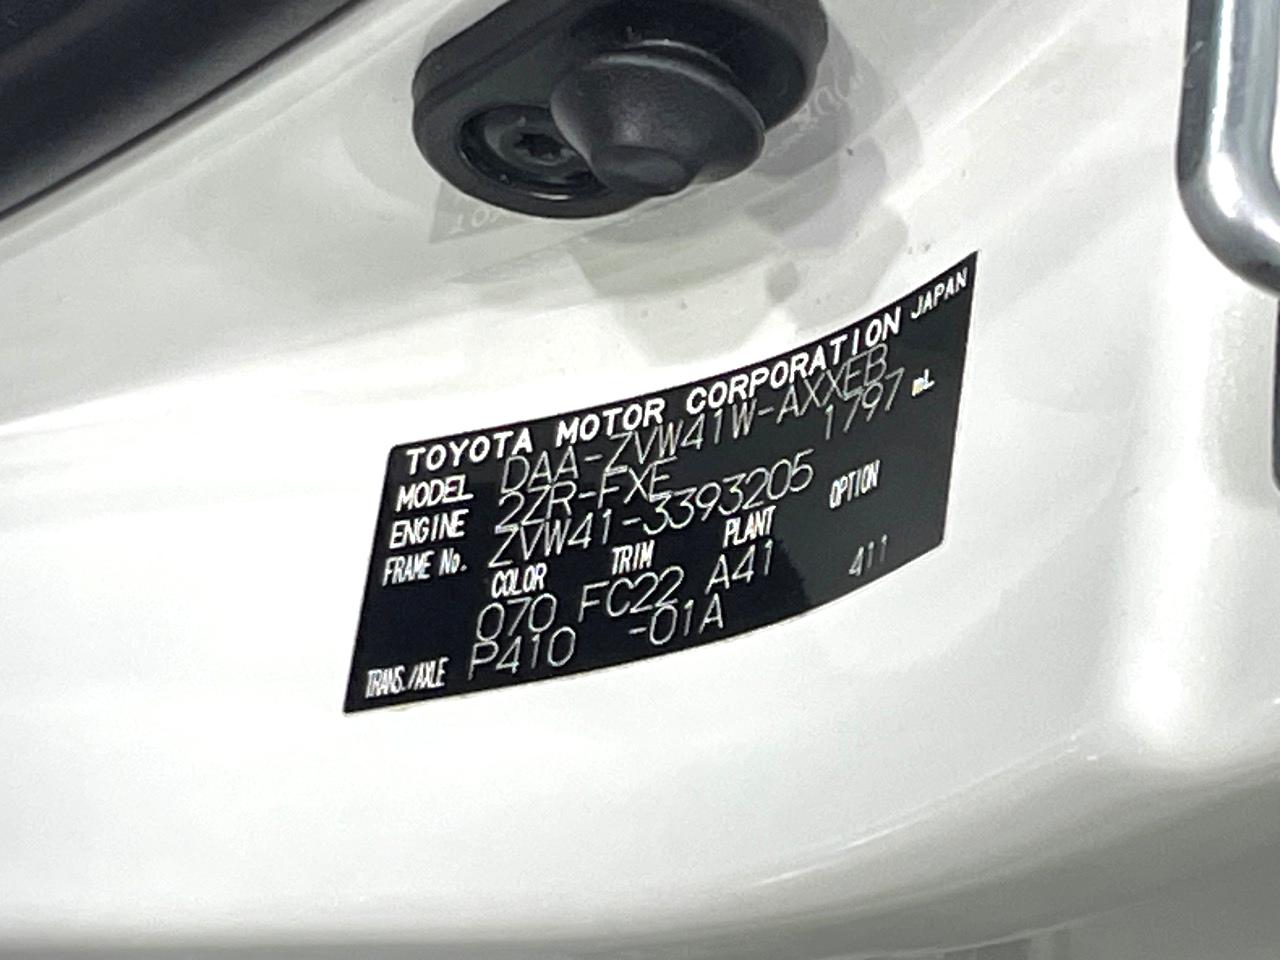 TOYOTA MOTOR CORPORATION JAPAN
MODEL DAA-ZVW41W-AXXEB
ENGINE 2ZR-FXE 1797 mL
FRAME No. ZVW41-3393205
COLOR TRIM PLANT OPTION
070 FC22 A41 411
TRANS./AXLE P410 -01A